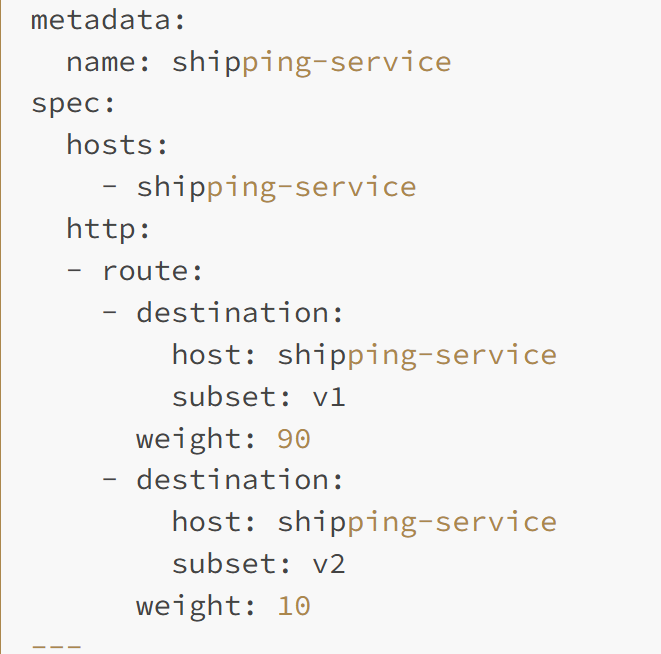 metadata:
  name: shipping-service
spec:
  hosts:
    - shipping-service
  http:
  - route:
    - destination:
        host: shipping-service
        subset: v1
      weight: 90
    - destination:
        host: shipping-service
        subset: v2
      weight: 10
---